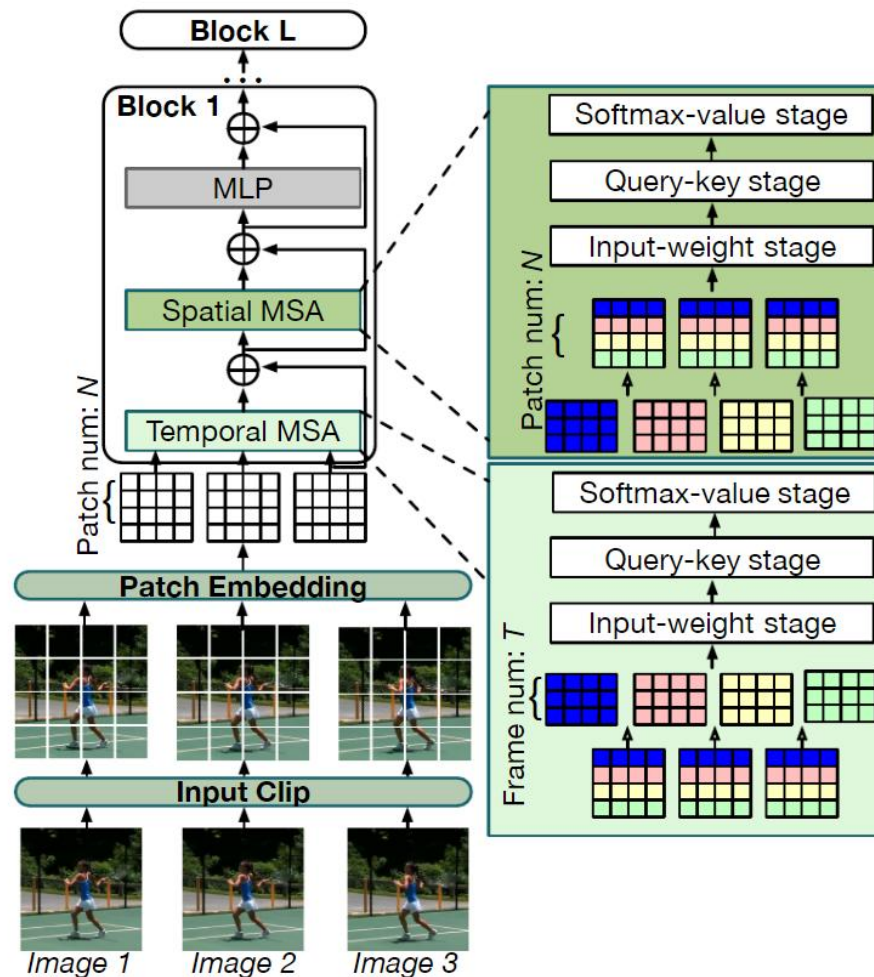 Block L
...
Block 1
MLP
Spatial MSA
Temporal MSA
Patch num: N
Patch Embedding
Input Clip
Image 1
Image 2
Image 3
Softmax-value stage
Query-key stage
Input-weight stage
Patch num: N
Softmax-value stage
Query-key stage
Input-weight stage
Frame num: T